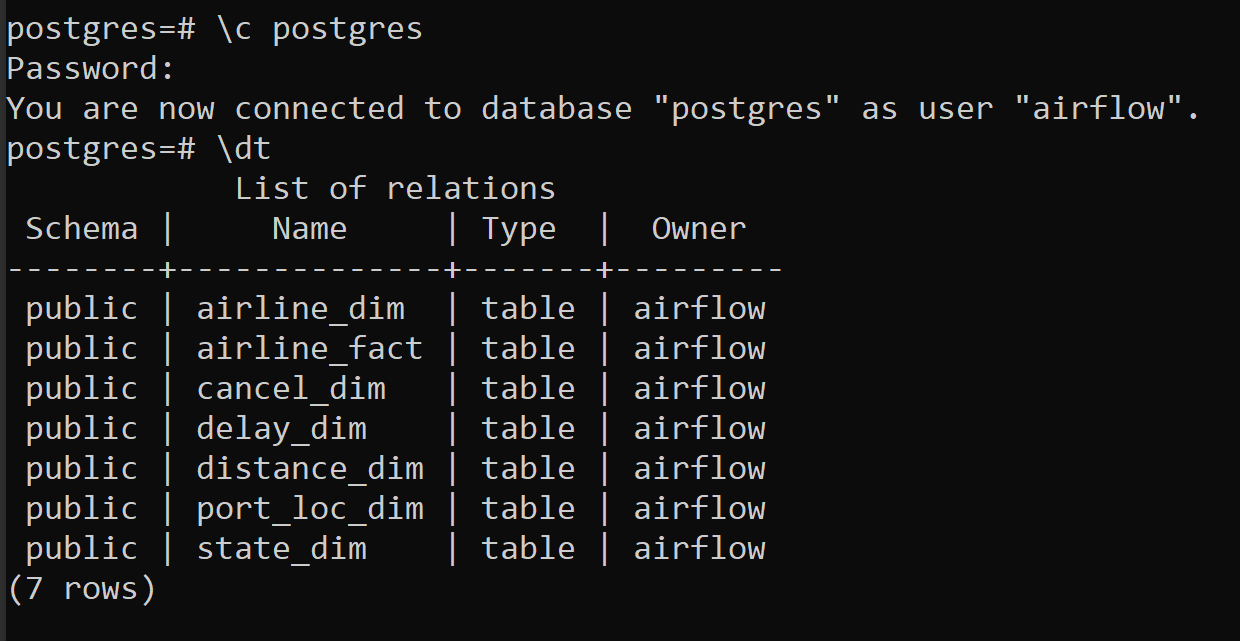 postgres=# \c postgres
Password:
You are now connected to database "postgres" as user "airflow".
postgres=# \dt
            List of relations
 Schema |     Name     | Type  |  Owner
--------+--------------+-------+---------
 public | airline_dim  | table | airflow
 public | airline_fact | table | airflow
 public | cancel_dim   | table | airflow
 public | delay_dim    | table | airflow
 public | distance_dim | table | airflow
 public | port_loc_dim | table | airflow
 public | state_dim    | table | airflow
(7 rows)